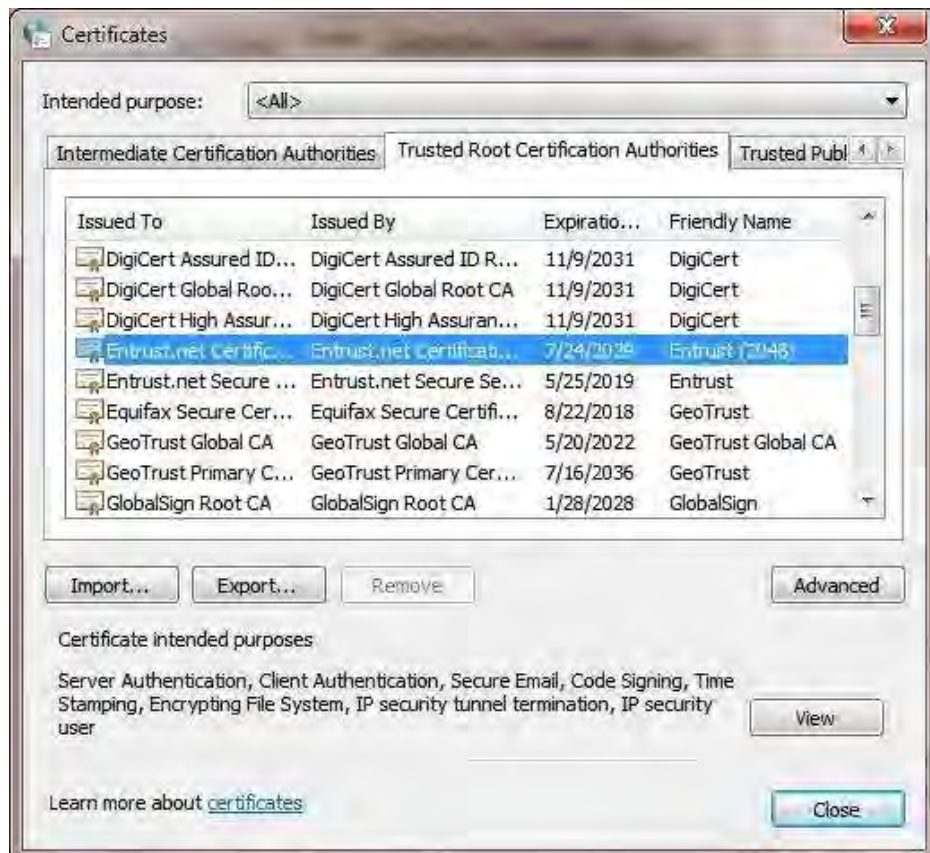 Certificates
Intended purpose: <All>
Intermediate Certification Authorities Trusted Root Certification Authorities Trusted Publ
Issued To Issued By Expiratio... Friendly Name
DigiCert Assured ID... DigiCert Assured ID R... 11/9/2031 DigiCert
DigiCert Global Roo... DigiCert Global Root CA 11/9/2031 DigiCert
DigiCert High Assur... DigiCert High Assuran... 11/9/2031 DigiCert
Entrust.net Certific... Entrust.net Certificati... 7/24/2029 Entrust (2048)
Entrust.net Secure ... Entrust.net Secure Se... 5/25/2019 Entrust
Equifax Secure Cer... Equifax Secure Certifi... 8/22/2018 GeoTrust
GeoTrust Global CA GeoTrust Global CA 5/20/2022 GeoTrust Global CA
GeoTrust Primary C... GeoTrust Primary Cer... 7/16/2036 GeoTrust
GlobalSign Root CA GlobalSign Root CA 1/28/2028 GlobalSign
Import... Export... Remove Advanced
Certificate intended purposes
Server Authentication, Client Authentication, Secure Email, Code Signing, Time
Stamping, Encrypting File System, IP security tunnel termination, IP security
user
View
Learn more about certificates
Close